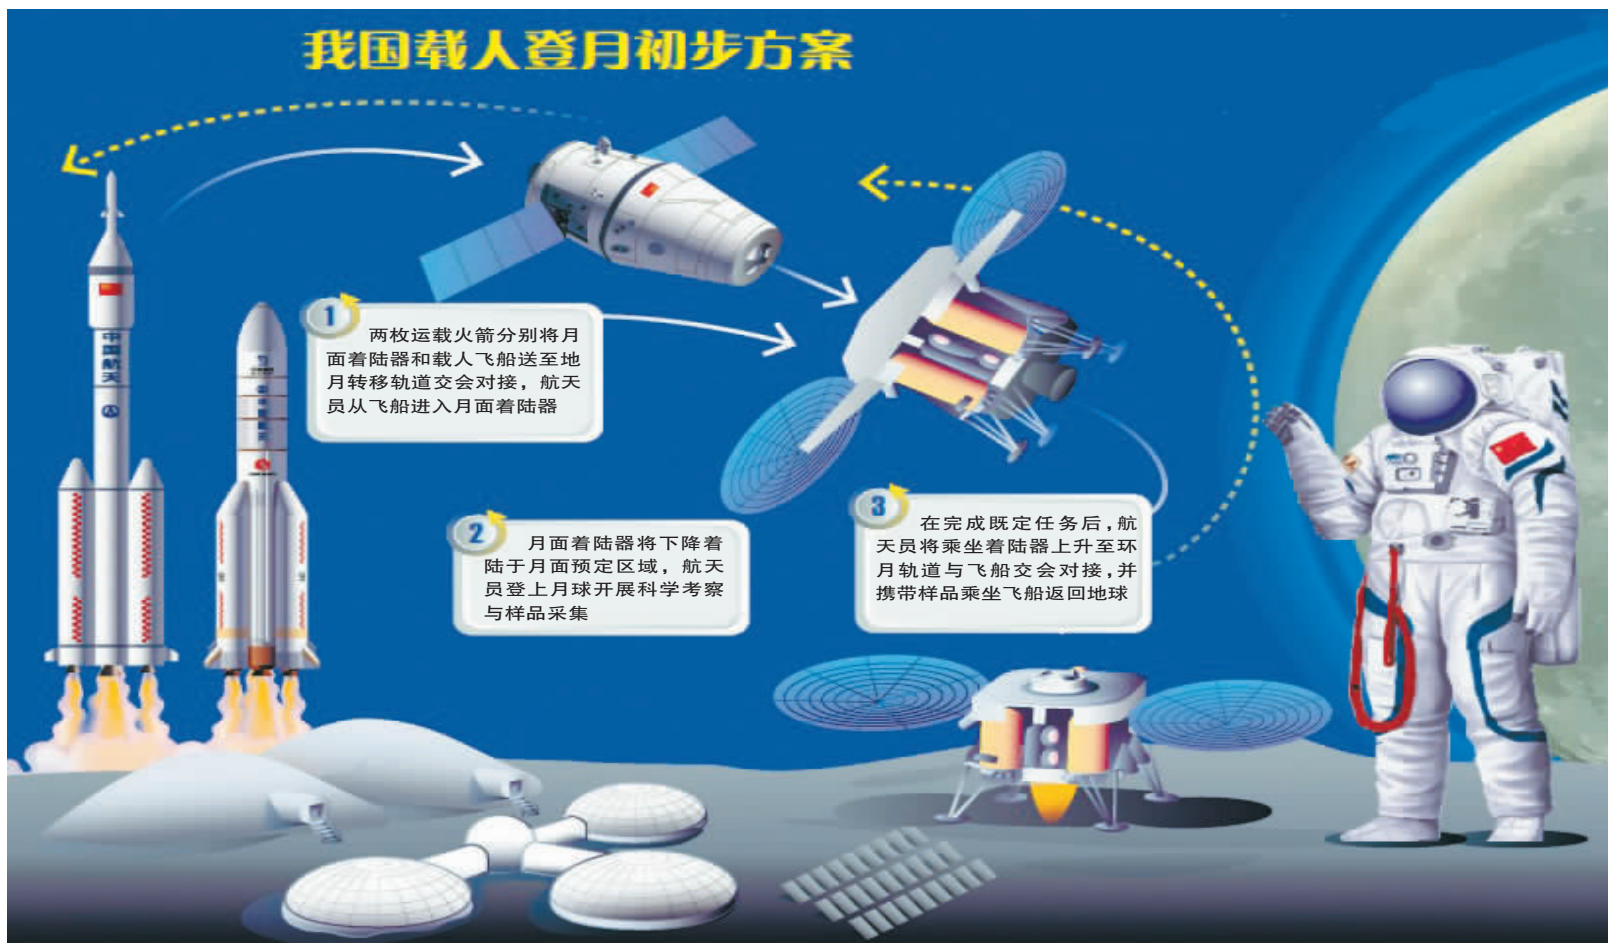 我国载人登月初步方案
中国航天
1
两枚运载火箭分别将月
面着陆器和载人飞船送至地
月转移轨道交会对接，航天
员从飞船进入月面着陆器
2
月面着陆器将下降着
陆于月面预定区域，航天
员登上月球开展科学考察
与样品采集
3
在完成既定任务后，航
天员将乘坐着陆器上升至环
月轨道与飞船交会对接，并
携带样品乘坐飞船返回地球